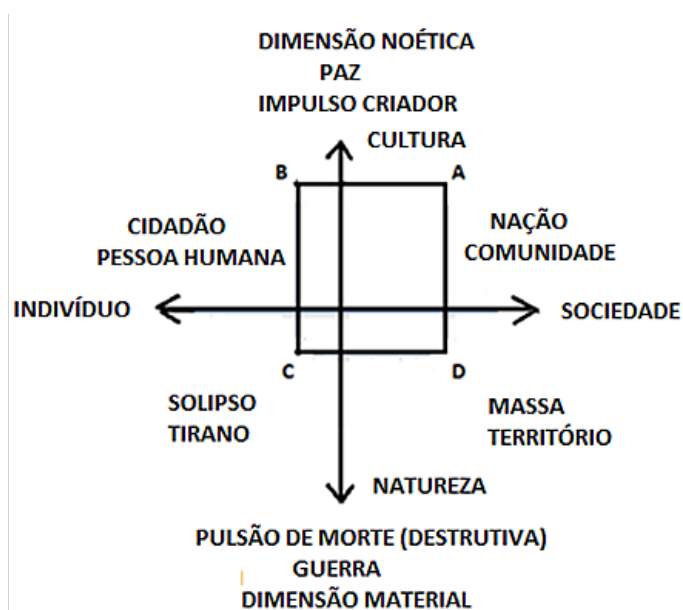 DIMENSÃO NOÉTICA
PAZ
IMPULSO CRIADOR
CULTURA
B
A
CIDADÃO
PESSOA HUMANA
NAÇÃO
COMUNIDADE
INDIVÍDUO
SOCIEDADE
C
D
SOLIPSO
TIRANO
MASSA
TERRITÓRIO
NATUREZA
PULSÃO DE MORTE (DESTRUTIVA)
GUERRA
DIMENSÃO MATERIAL